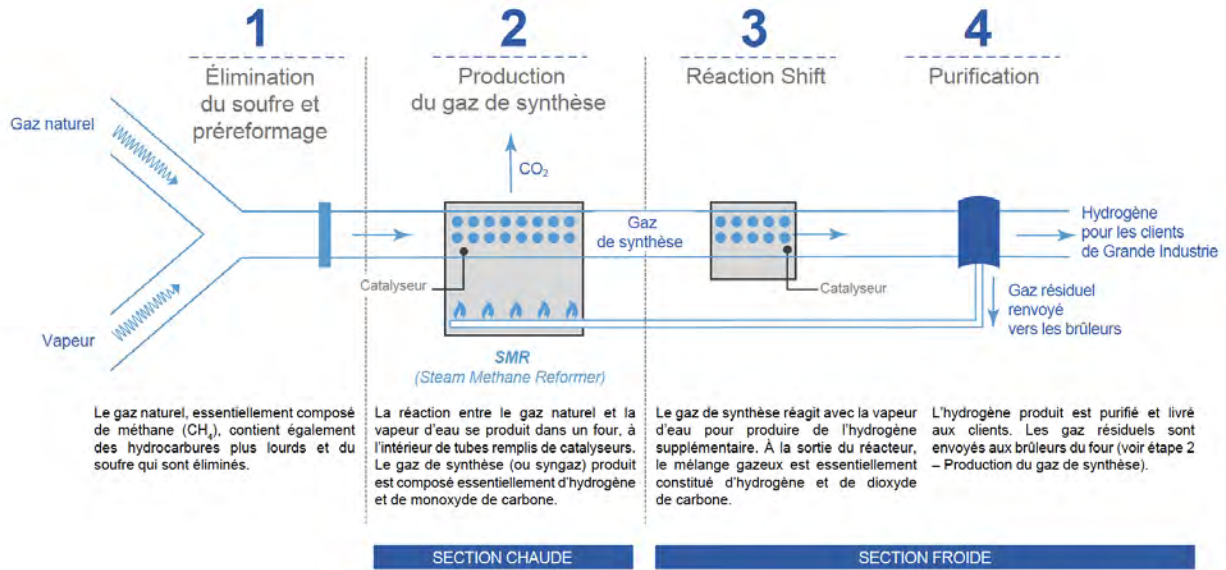 1
Élimination
du soufre et
préreformage
2
Production
du gaz de synthèse
3
Réaction Shift
4
Purification
Gaz naturel
Vapeur
CO₂
Catalyseur
SMR
(Steam Methane Reformer)
Gaz
de synthèse
Catalyseur
Hydrogène
pour les clients
de Grande Industrie
Gaz résiduel
renvoyé
vers les brûleurs
Le gaz naturel, essentiellement composé
de méthane (CH₄), contient également
des hydrocarbures plus lourds et du
soufre qui sont éliminés.
La réaction entre le gaz naturel et la
vapeur d'eau se produit dans un four, à
l'intérieur de tubes remplis de catalyseurs.
Le gaz de synthèse (ou syngaz) produit
est composé essentiellement d'hydrogène
et de monoxyde de carbone.
Le gaz de synthèse réagit avec la vapeur
d'eau pour produire de l'hydrogène
supplémentaire. À la sortie du réacteur,
le mélange gazeux est essentiellement
constitué d'hydrogène et de dioxyde
de carbone.
L'hydrogène produit est purifié et livré
aux clients. Les gaz résiduels sont
envoyés aux brûleurs du four (voir étape 2
– Production du gaz de synthèse).
SECTION CHAUDE
SECTION FROIDE